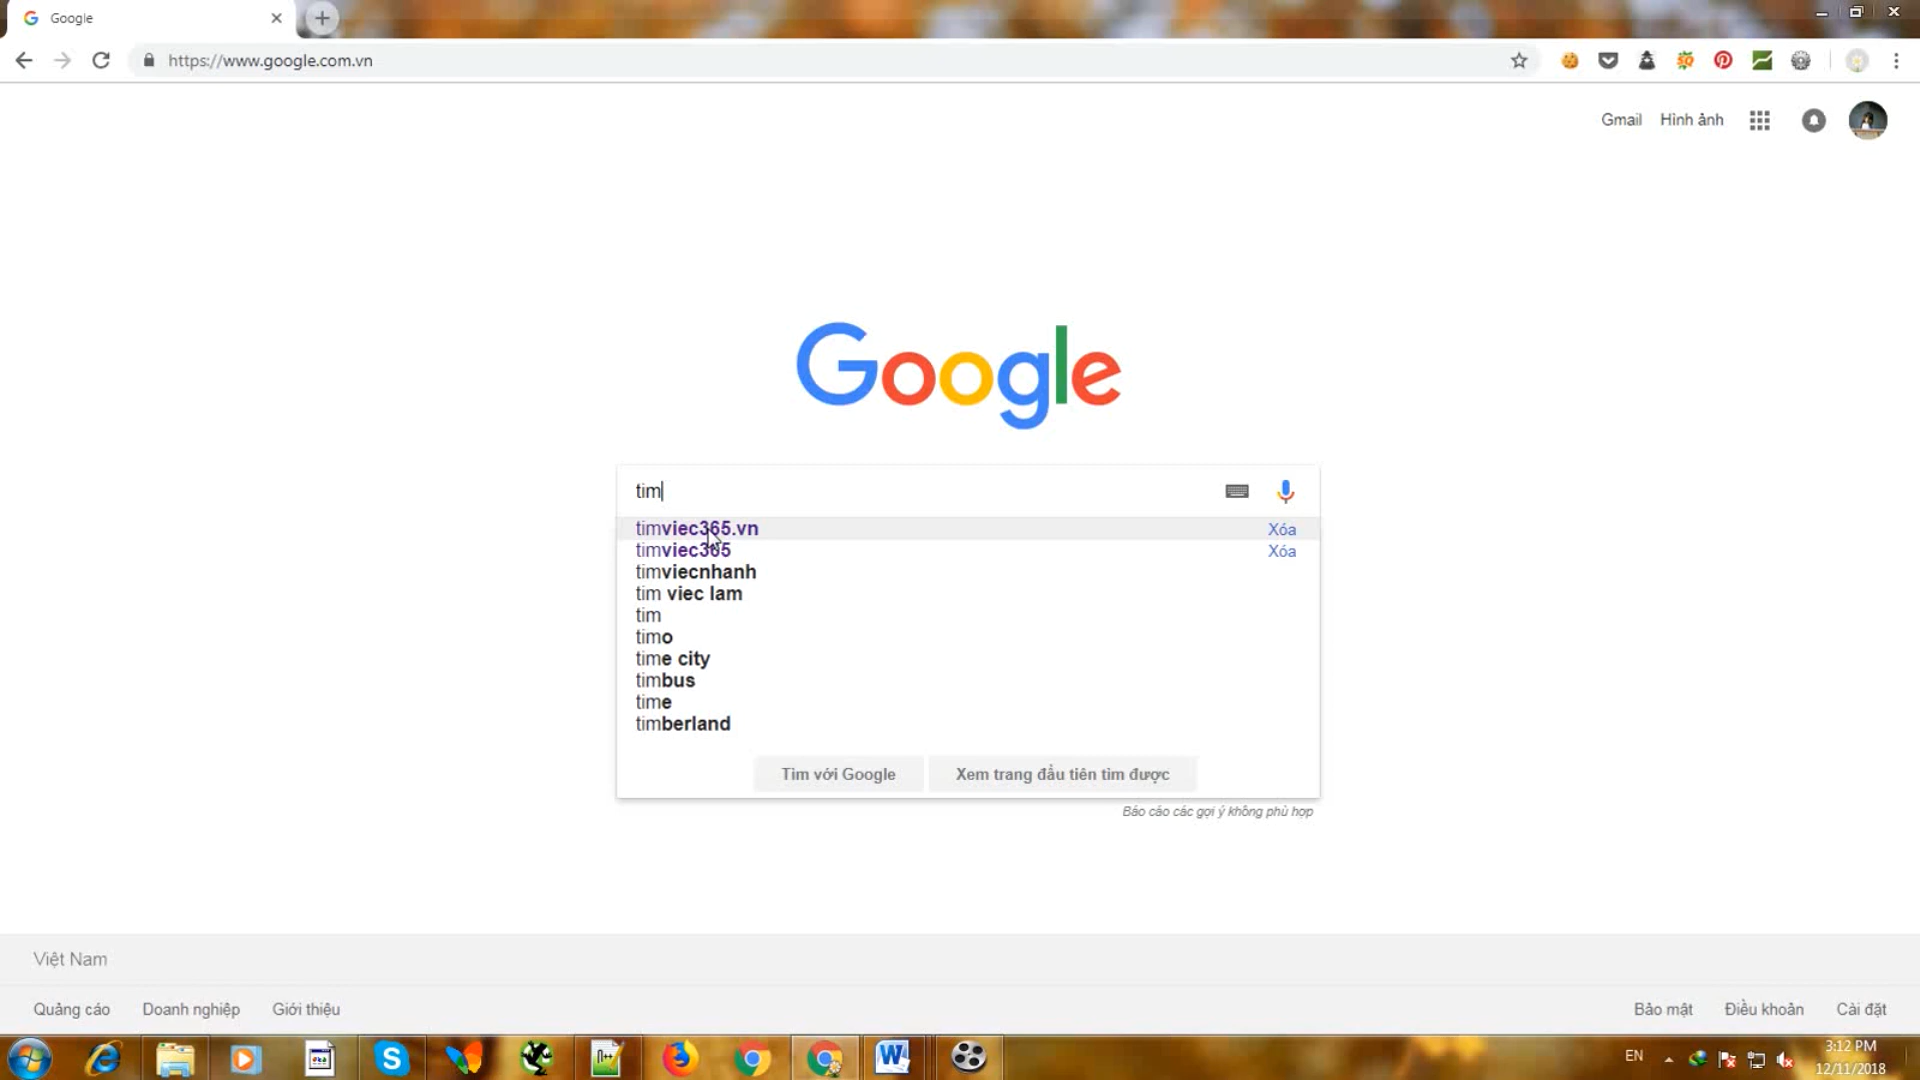 Google
https://www.google.com.vn
Gmail Hình ảnh
Google
tim
timviec365.vn Xóa
timviec365 Xóa
timviecnhanh
tim viec lam
tim
timo
time city
timbus
time
timberland
Tìm với Google Xem trang đầu tiên tìm được
Báo cáo các gợi ý không phù hợp
Việt Nam
Quảng cáo Doanh nghiệp Giới thiệu Bảo mật Điều khoản Cài đặt
EN 3:12 PM
12/11/2018